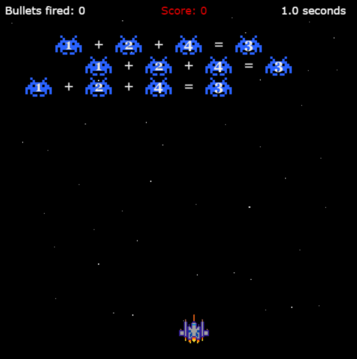 Bullets fired: 0 Score: 0 1.0 seconds
1 + 2 + 4 = 3
1 + 2 + 4 = 3
1 + 2 + 4 = 3